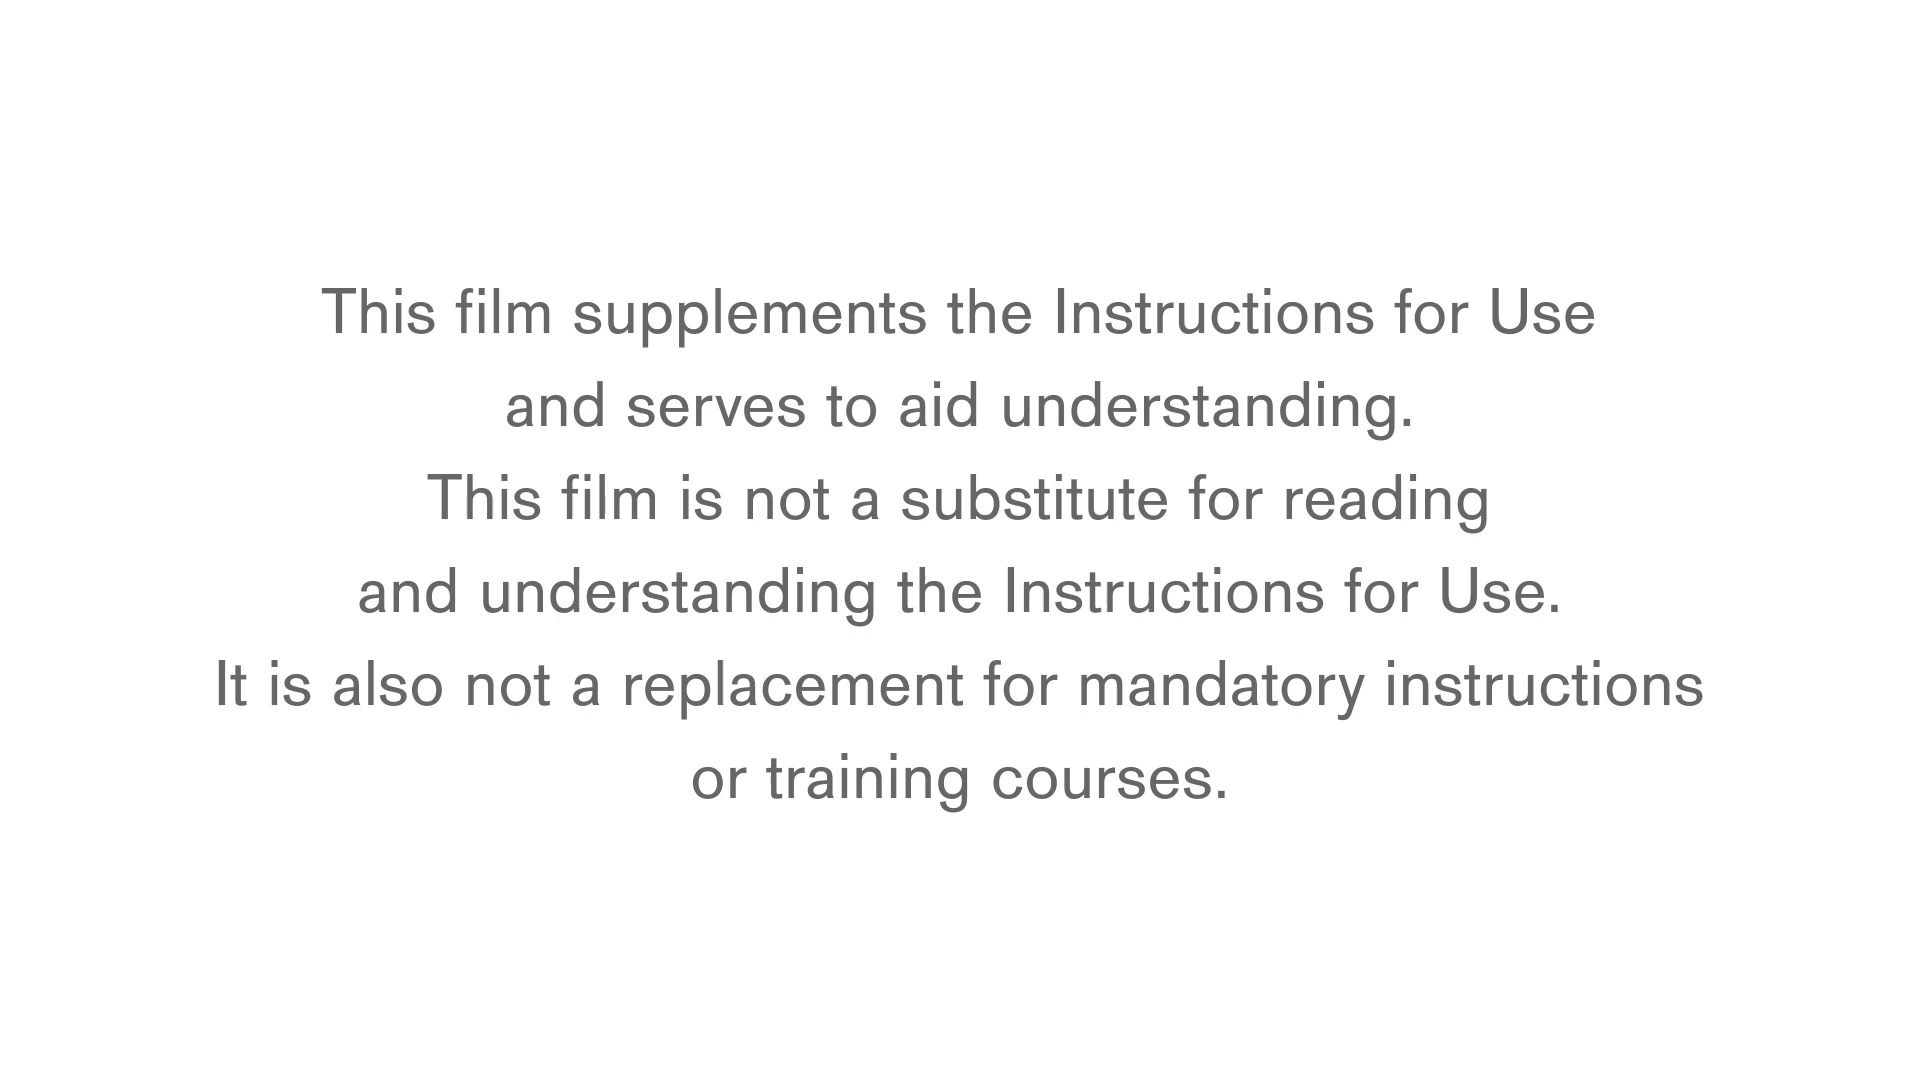 This film supplements the Instructions for Use
and serves to aid understanding.
This film is not a substitute for reading
and understanding the Instructions for Use.
It is also not a replacement for mandatory instructions
or training courses.